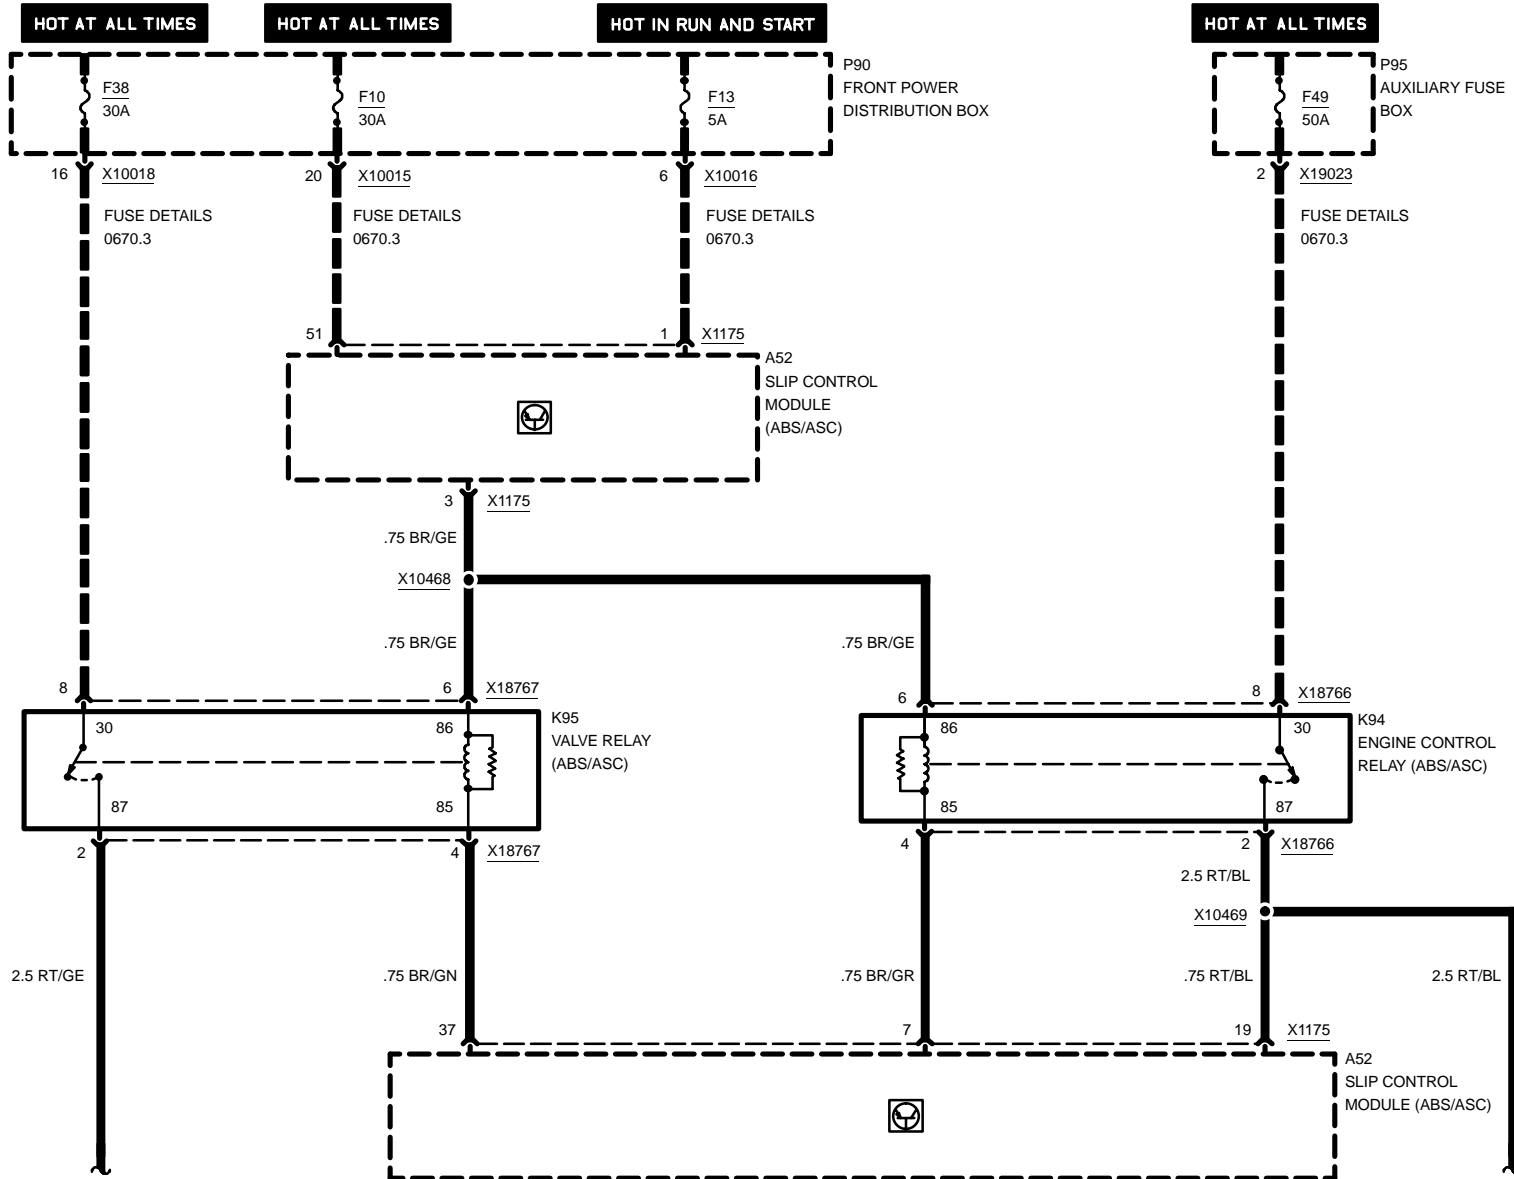 HOT AT ALL TIMES
HOT AT ALL TIMES
HOT IN RUN AND START
HOT AT ALL TIMES
F38
30A
F10
30A
F13
5A
P90
FRONT POWER
DISTRIBUTION BOX
F49
50A
P95
AUXILIARY FUSE
BOX
16
X10018
20
X10015
6
X10016
2
X19023
FUSE DETAILS
0670.3
FUSE DETAILS
0670.3
FUSE DETAILS
0670.3
FUSE DETAILS
0670.3
51
1
X1175
A52
SLIP CONTROL
MODULE
(ABS/ASC)
3
X1175
.75 BR/GE
X10468
.75 BR/GE
.75 BR/GE
8
6
X18767
6
8
X18766
30
86
K95
VALVE RELAY
(ABS/ASC)
86
30
K94
ENGINE CONTROL
RELAY (ABS/ASC)
87
85
85
87
2
4
X18767
4
2
X18766
2.5 RT/BL
X10469
2.5 RT/GE
.75 BR/GN
.75 BR/GR
.75 RT/BL
2.5 RT/BL
37
7
19
X1175
A52
SLIP CONTROL
MODULE (ABS/ASC)